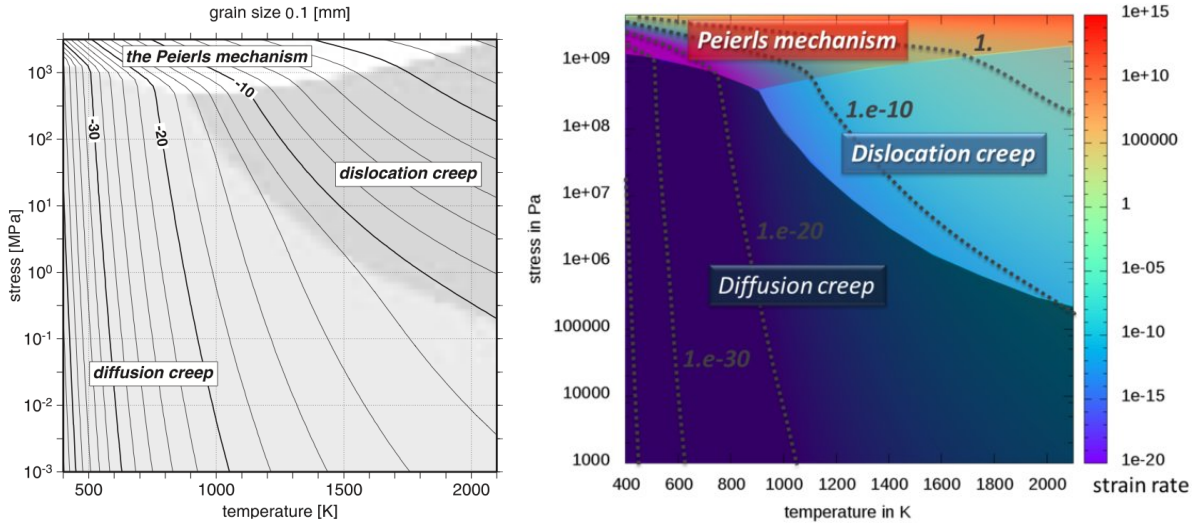 grain size 0.1 [mm]
the Peierls mechanism
10³
-10
-30
-20
10²
dislocation creep
10¹
stress [MPa]
10⁰
10⁻¹
diffusion creep
10⁻²
10⁻³
500 1000 1500 2000
temperature [K]
Peierls mechanism
1.
1e+09
1.e-10
1e+08
Dislocation creep
1e+07
stress in Pa
1.e-20
1e+06
Diffusion creep
100000
1.e-30
10000
1000
400 600 800 1000 1200 1400 1600 1800 2000
temperature in K
1e+15
1e+10
100000
1
1e-05
1e-10
1e-15
1e-20
strain rate